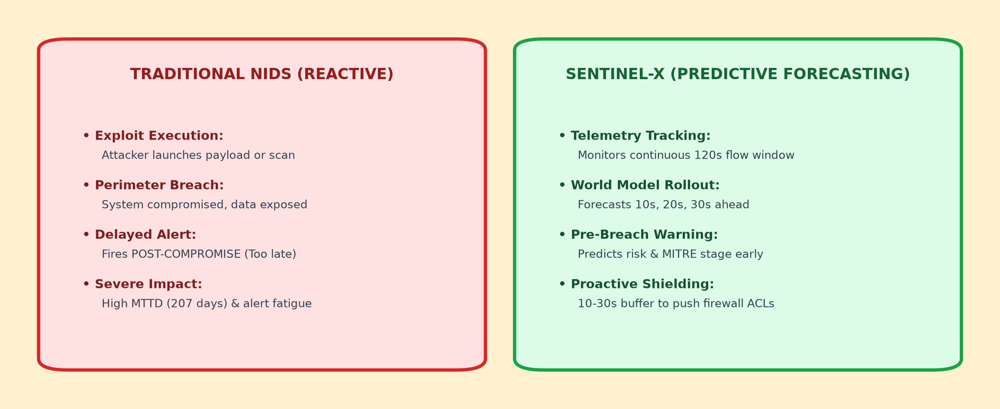 TRADITIONAL NIDS (REACTIVE)
• Exploit Execution:
Attacker launches payload or scan
• Perimeter Breach:
System compromised, data exposed
• Delayed Alert:
Fires POST-COMPROMISE (Too late)
• Severe Impact:
High MTTD (207 days) & alert fatigue
SENTINEL-X (PREDICTIVE FORECASTING)
• Telemetry Tracking:
Monitors continuous 120s flow window
• World Model Rollout:
Forecasts 10s, 20s, 30s ahead
• Pre-Breach Warning:
Predicts risk & MITRE stage early
• Proactive Shielding:
10-30s buffer to push firewall ACLs